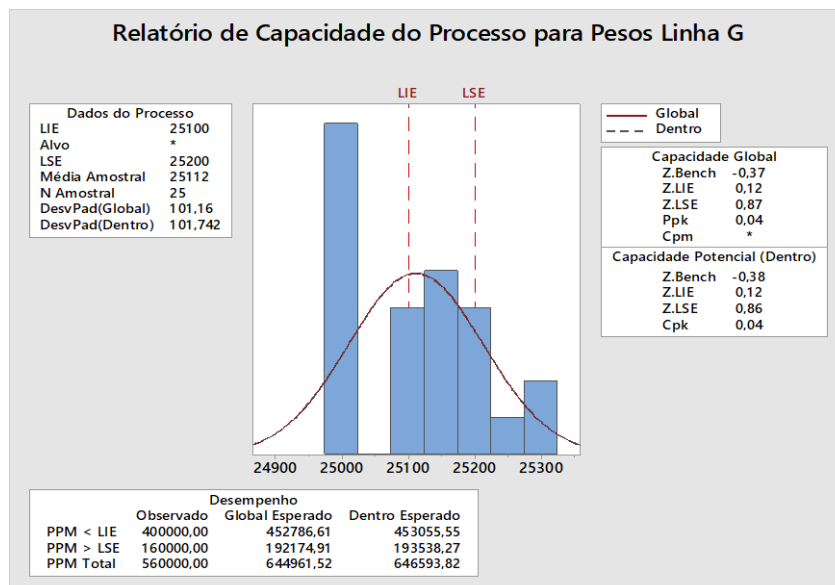 Relatório de Capacidade do Processo para Pesos Linha G
LIE LSE
Dados do Processo
LIE 25100
Alvo *
LSE 25200
Média Amostral 25112
N Amostral 25
DesvPad(Global) 101,16
DesvPad(Dentro) 101,742
Global
Dentro
Capacidade Global
Z.Bench -0,37
Z.LIE 0,12
Z.LSE 0,87
Ppk 0,04
Cpm *
Capacidade Potencial (Dentro)
Z.Bench -0,38
Z.LIE 0,12
Z.LSE 0,86
Cpk 0,04
24900 25000 25100 25200 25300
Desempenho
Observado Global Esperado Dentro Esperado
PPM < LIE 400000,00 452786,61 453055,55
PPM > LSE 160000,00 192174,91 193538,27
PPM Total 560000,00 644961,52 646593,82